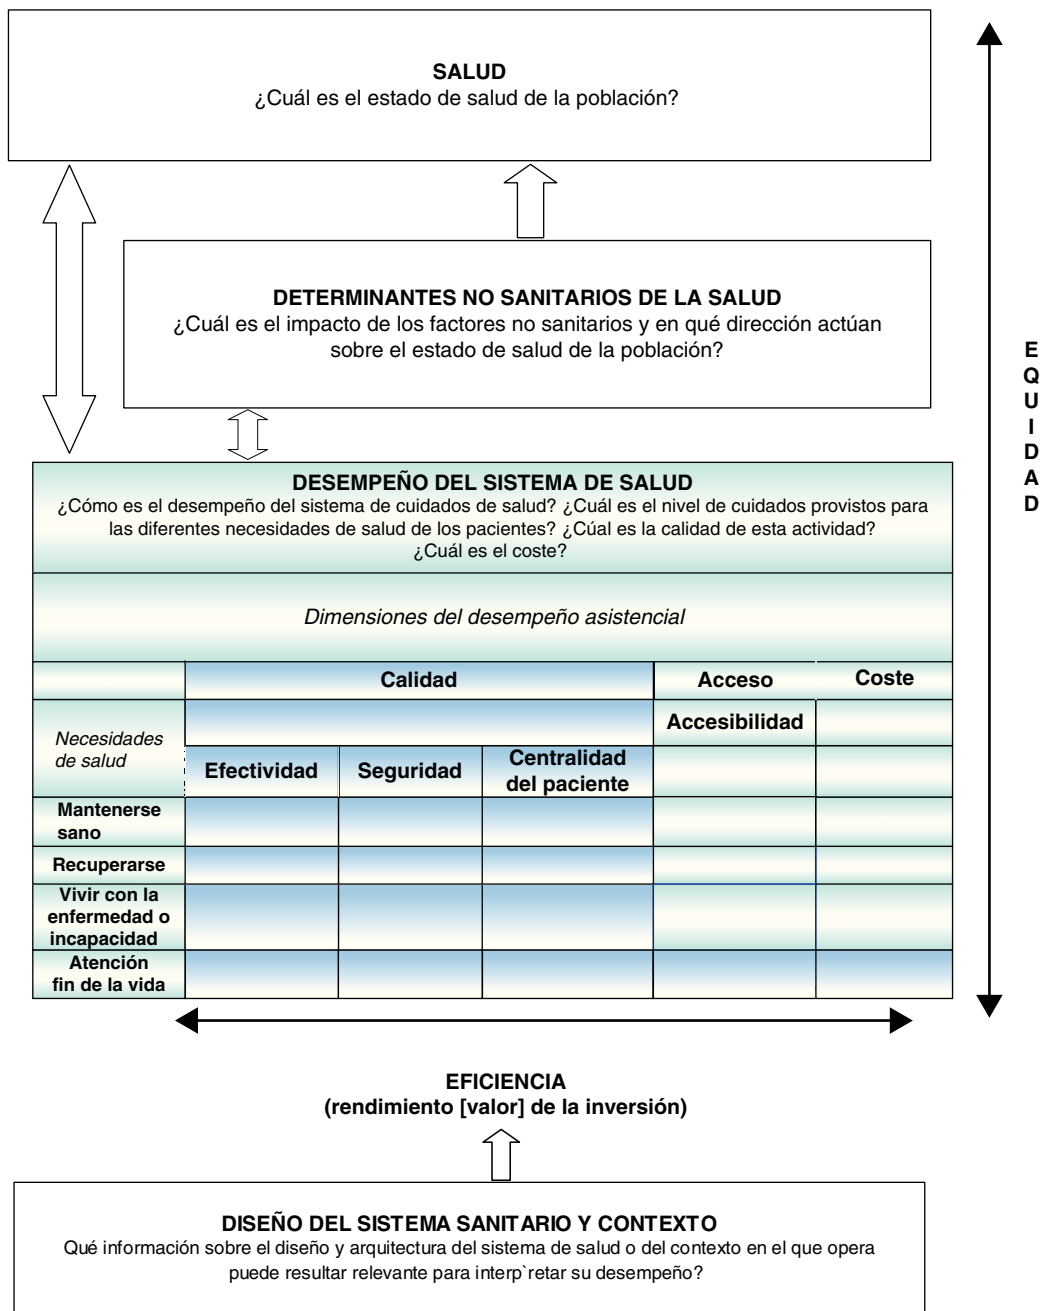 SALUD
¿Cuál es el estado de salud de la población?
DETERMINANTES NO SANITARIOS DE LA SALUD
¿Cuál es el impacto de los factores no sanitarios y en qué dirección actúan
sobre el estado de salud de la población?
EQUIDAD
DESEMPEÑO DEL SISTEMA DE SALUD
¿Cómo es el desempeño del sistema de cuidados de salud? ¿Cuál es el nivel de cuidados provistos para
las diferentes necesidades de salud de los pacientes? ¿Cúal es la calidad de esta actividad?
¿Cuál es el coste?
Dimensiones del desempeño asistencial
Calidad Acceso Coste
Accesibilidad
Necesidades
de salud
Efectividad Seguridad Centralidad
del paciente
Mantenerse
sano
Recuperarse
Vivir con la
enfermedad o
incapacidad
Atención
fin de la vida
EFICIENCIA
(rendimiento [valor] de la inversión)
DISEÑO DEL SISTEMA SANITARIO Y CONTEXTO
Qué información sobre el diseño y arquitectura del sistema de salud o del contexto en el que opera
puede resultar relevante para interp`retar su desempeño?